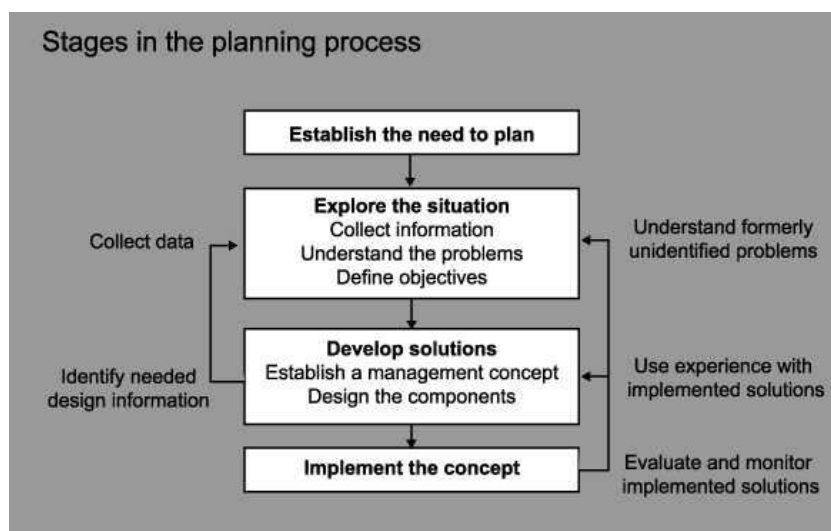 Stages in the planning process
Establish the need to plan
Explore the situation
Collect information
Understand the problems
Define objectives
Collect data
Understand formerly
unidentified problems
Develop solutions
Establish a management concept
Design the components
Identify needed
design information
Use experience with
implemented solutions
Implement the concept
Evaluate and monitor
implemented solutions